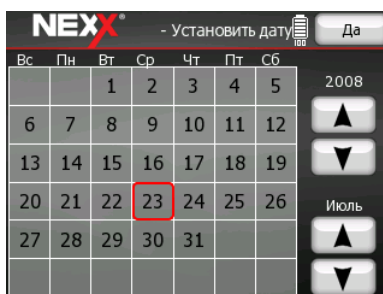 NEXX® - Установить дату 100 Да
Вс Пн Вт Ср Чт Пт Сб
1 2 3 4 5 2008
6 7 8 9 10 11 12
13 14 15 16 17 18 19
20 21 22 23 24 25 26 Июль
27 28 29 30 31